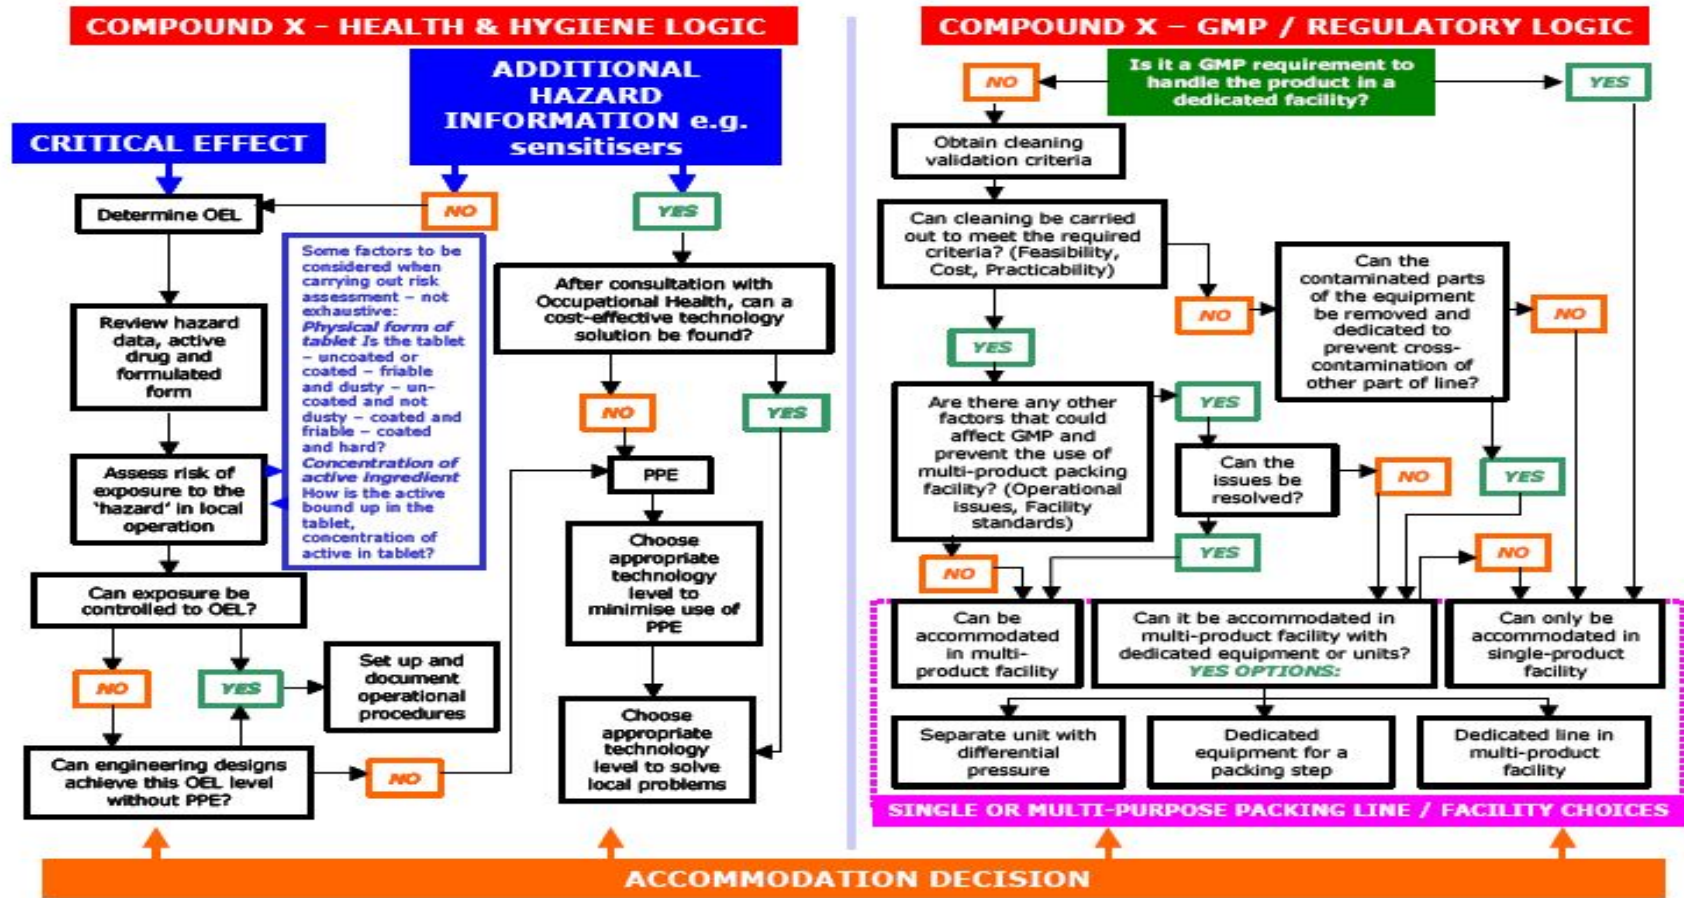 COMPOUND X - HEALTH & HYGIENE LOGIC
ADDITIONAL
HAZARD
INFORMATION e.g.
sensitisers
CRITICAL EFFECT
NO
YES
Determine OEL
Some factors to be
considered when
carrying out risk
assessment – not
exhaustive:
Physical form of
tablet Is the tablet
– uncoated or
coated – friable
and dusty – un-
coated and not
dusty – coated and
friable – coated
and hard?
Concentration of
active ingredient
How is the active
bound up in the
tablet,
concentration of
active in tablet?
Review hazard
data, active
drug and
formulated
form
Assess risk of
exposure to the
‘hazard’ in local
operation
Can exposure be
controlled to OEL?
NO
YES
Set up and
document
operational
procedures
Can engineering designs
achieve this OEL level
without PPE?
NO
After consultation with
Occupational Health, can a
cost-effective technology
solution be found?
NO
YES
PPE
Choose
appropriate
technology
level to
minimise use of
PPE
Choose
appropriate
technology
level to solve
local problems
COMPOUND X – GMP / REGULATORY LOGIC
Is it a GMP requirement to
handle the product in a
dedicated facility?
NO
YES
Obtain cleaning
validation criteria
Can cleaning be carried
out to meet the required
criteria? (Feasibility,
Cost, Practicability)
NO
YES
Can the
contaminated parts
of the equipment
be removed and
dedicated to
prevent cross-
contamination of
other part of line?
NO
YES
Are there any other
factors that could
affect GMP and
prevent the use of
multi-product packing
facility? (Operational
issues, Facility
standards)
YES
NO
Can the
issues be
resolved?
NO
YES
NO
Can be
accommodated
in multi-
product facility
Can it be accommodated in
multi-product facility with
dedicated equipment or units?
YES OPTIONS:
Can only be
accommodated in
single-product
facility
Separate unit with
differential
pressure
Dedicated
equipment for a
packing step
Dedicated line in
multi-product
facility
SINGLE OR MULTI-PURPOSE PACKING LINE / FACILITY CHOICES
ACCOMMODATION DECISION